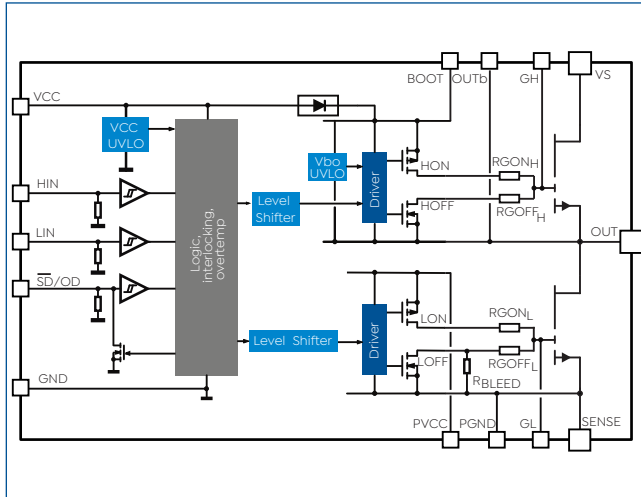 BOOT OUTb GH VS
VCC
VCC
UVLO
Vbo
UVLO
HON
RGONH
HIN
Level
Shifter
Driver
HOFF
RGOFFH
LIN
Logic,
interlocking,
overtemp
OUT
SD/OD
LON
RGONL
Level Shifter
Driver
LOFF
RGOFFL
RBLEED
GND
PVCC PGND GL SENSE